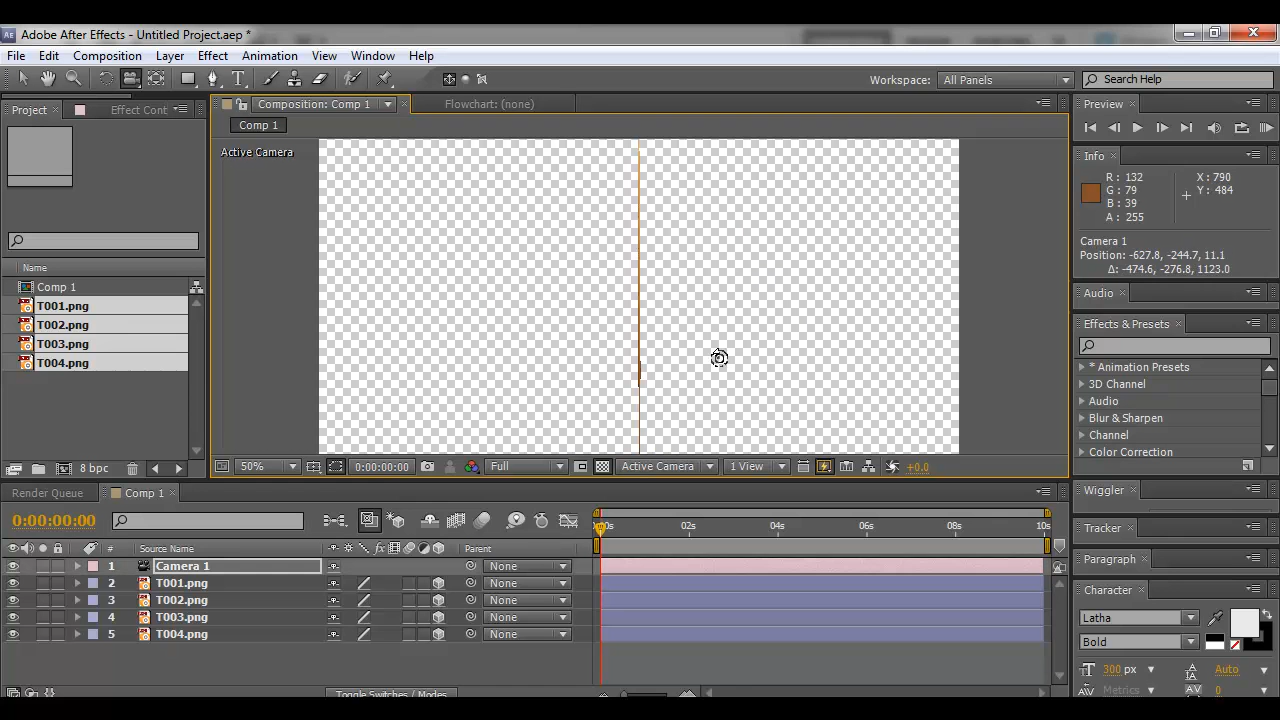 Adobe After Effects - Untitled Project.aep *
File Edit Composition Layer Effect Animation View Window Help
Workspace: All Panels Search Help
Project Effect Cont
Composition: Comp 1 Flowchart: (none)
Comp 1
Active Camera
Name
Comp 1
T001.png
T002.png
T003.png
T004.png
8 bpc
50% 0:00:00:00 Full Active Camera 1 View +0.0
Preview
Info
R : 132
G : 79
B : 39
A : 255
X : 790
Y : 484
Camera 1
Position: -627.8, -244.7, 11.1
Δ: -474.6, -276.8, 1123.0
Audio
Effects & Presets
* Animation Presets
3D Channel
Audio
Blur & Sharpen
Channel
Color Correction
Wiggler
Tracker
Paragraph
Character
Latha
Bold
300 px Auto
Metrics 0
Render Queue Comp 1
0:00:00:00
# Source Name Parent
02s 04s 06s 08s 10s
1 Camera 1 None
2 T001.png None
3 T002.png None
4 T003.png None
5 T004.png None
Toggle Switches / Modes